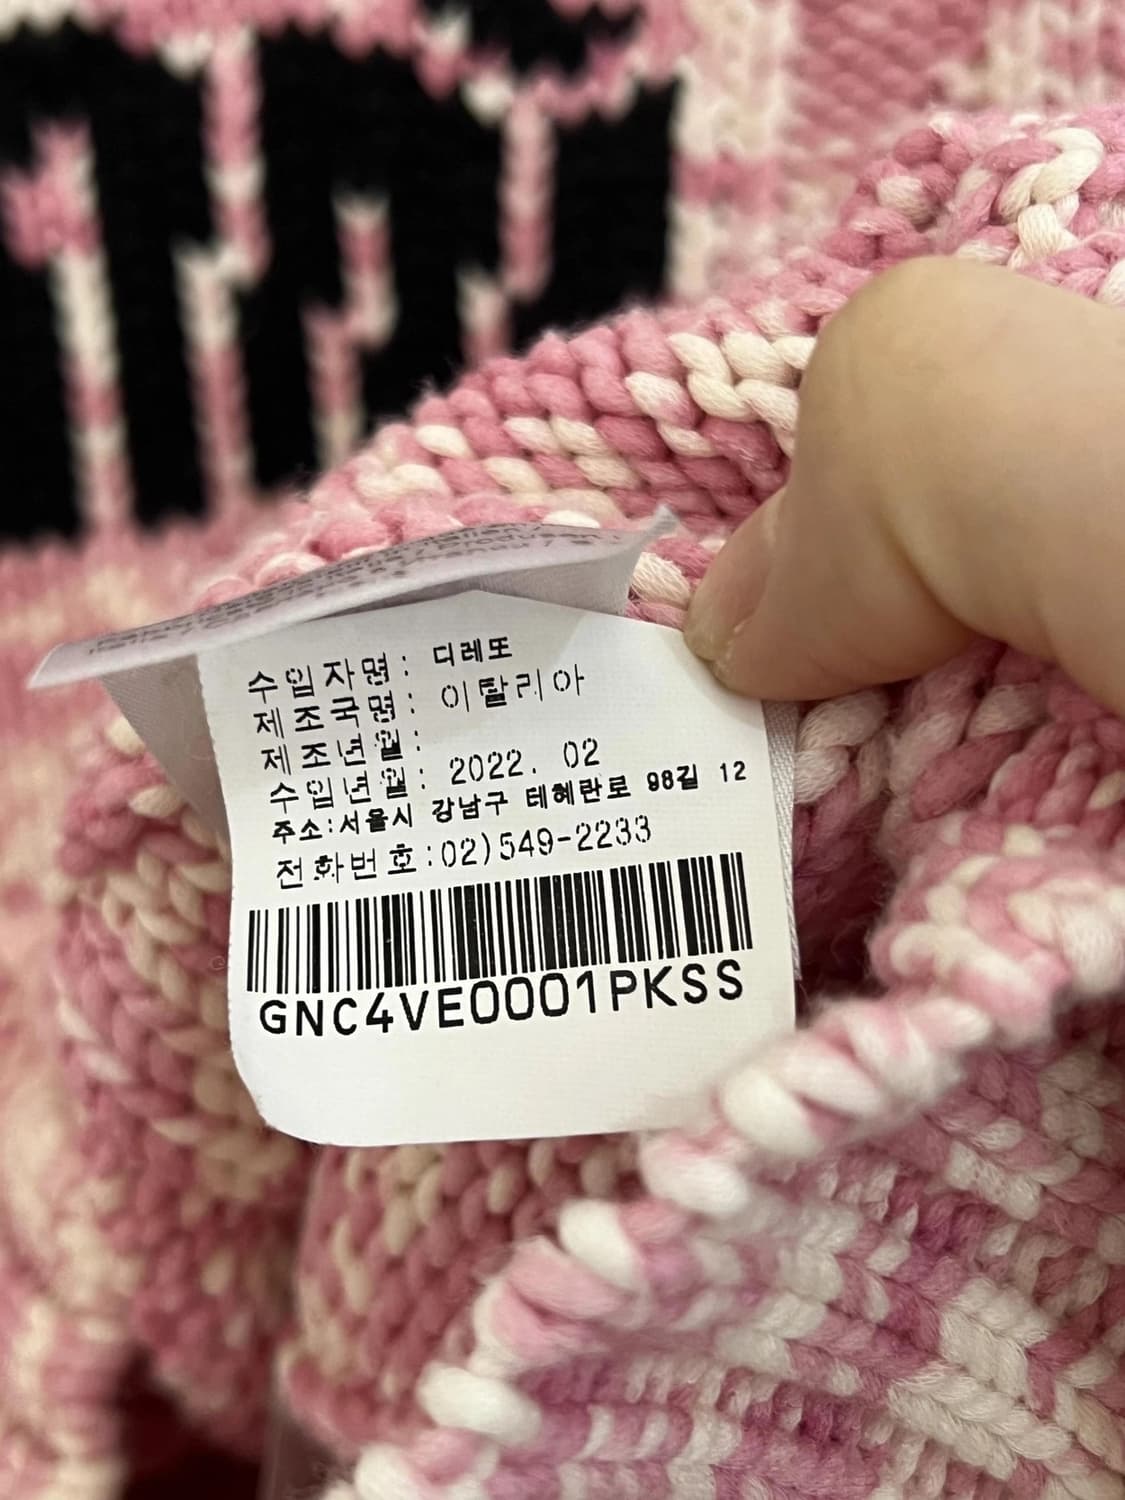 수입자명: 디레또
제조국명: 이탈리아
제조년월:
수입년월: 2022. 02
주소:서울시 강남구 테헤란로 98길 12
전화번호:02)549-2233
GNC4VE0001PKSS